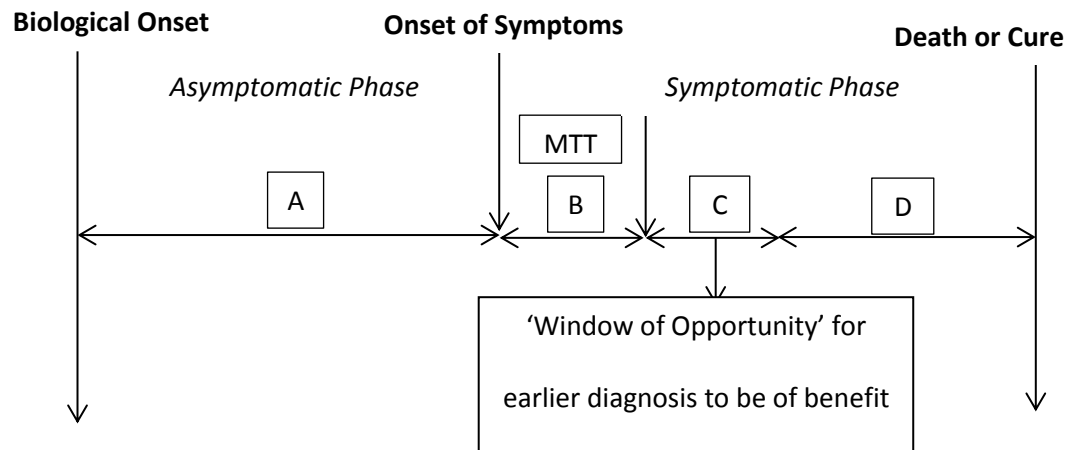 Biological Onset
Onset of Symptoms
Death or Cure
Asymptomatic Phase
Symptomatic Phase
MTT
A
B
C
D
‘Window of Opportunity’ for
earlier diagnosis to be of benefit